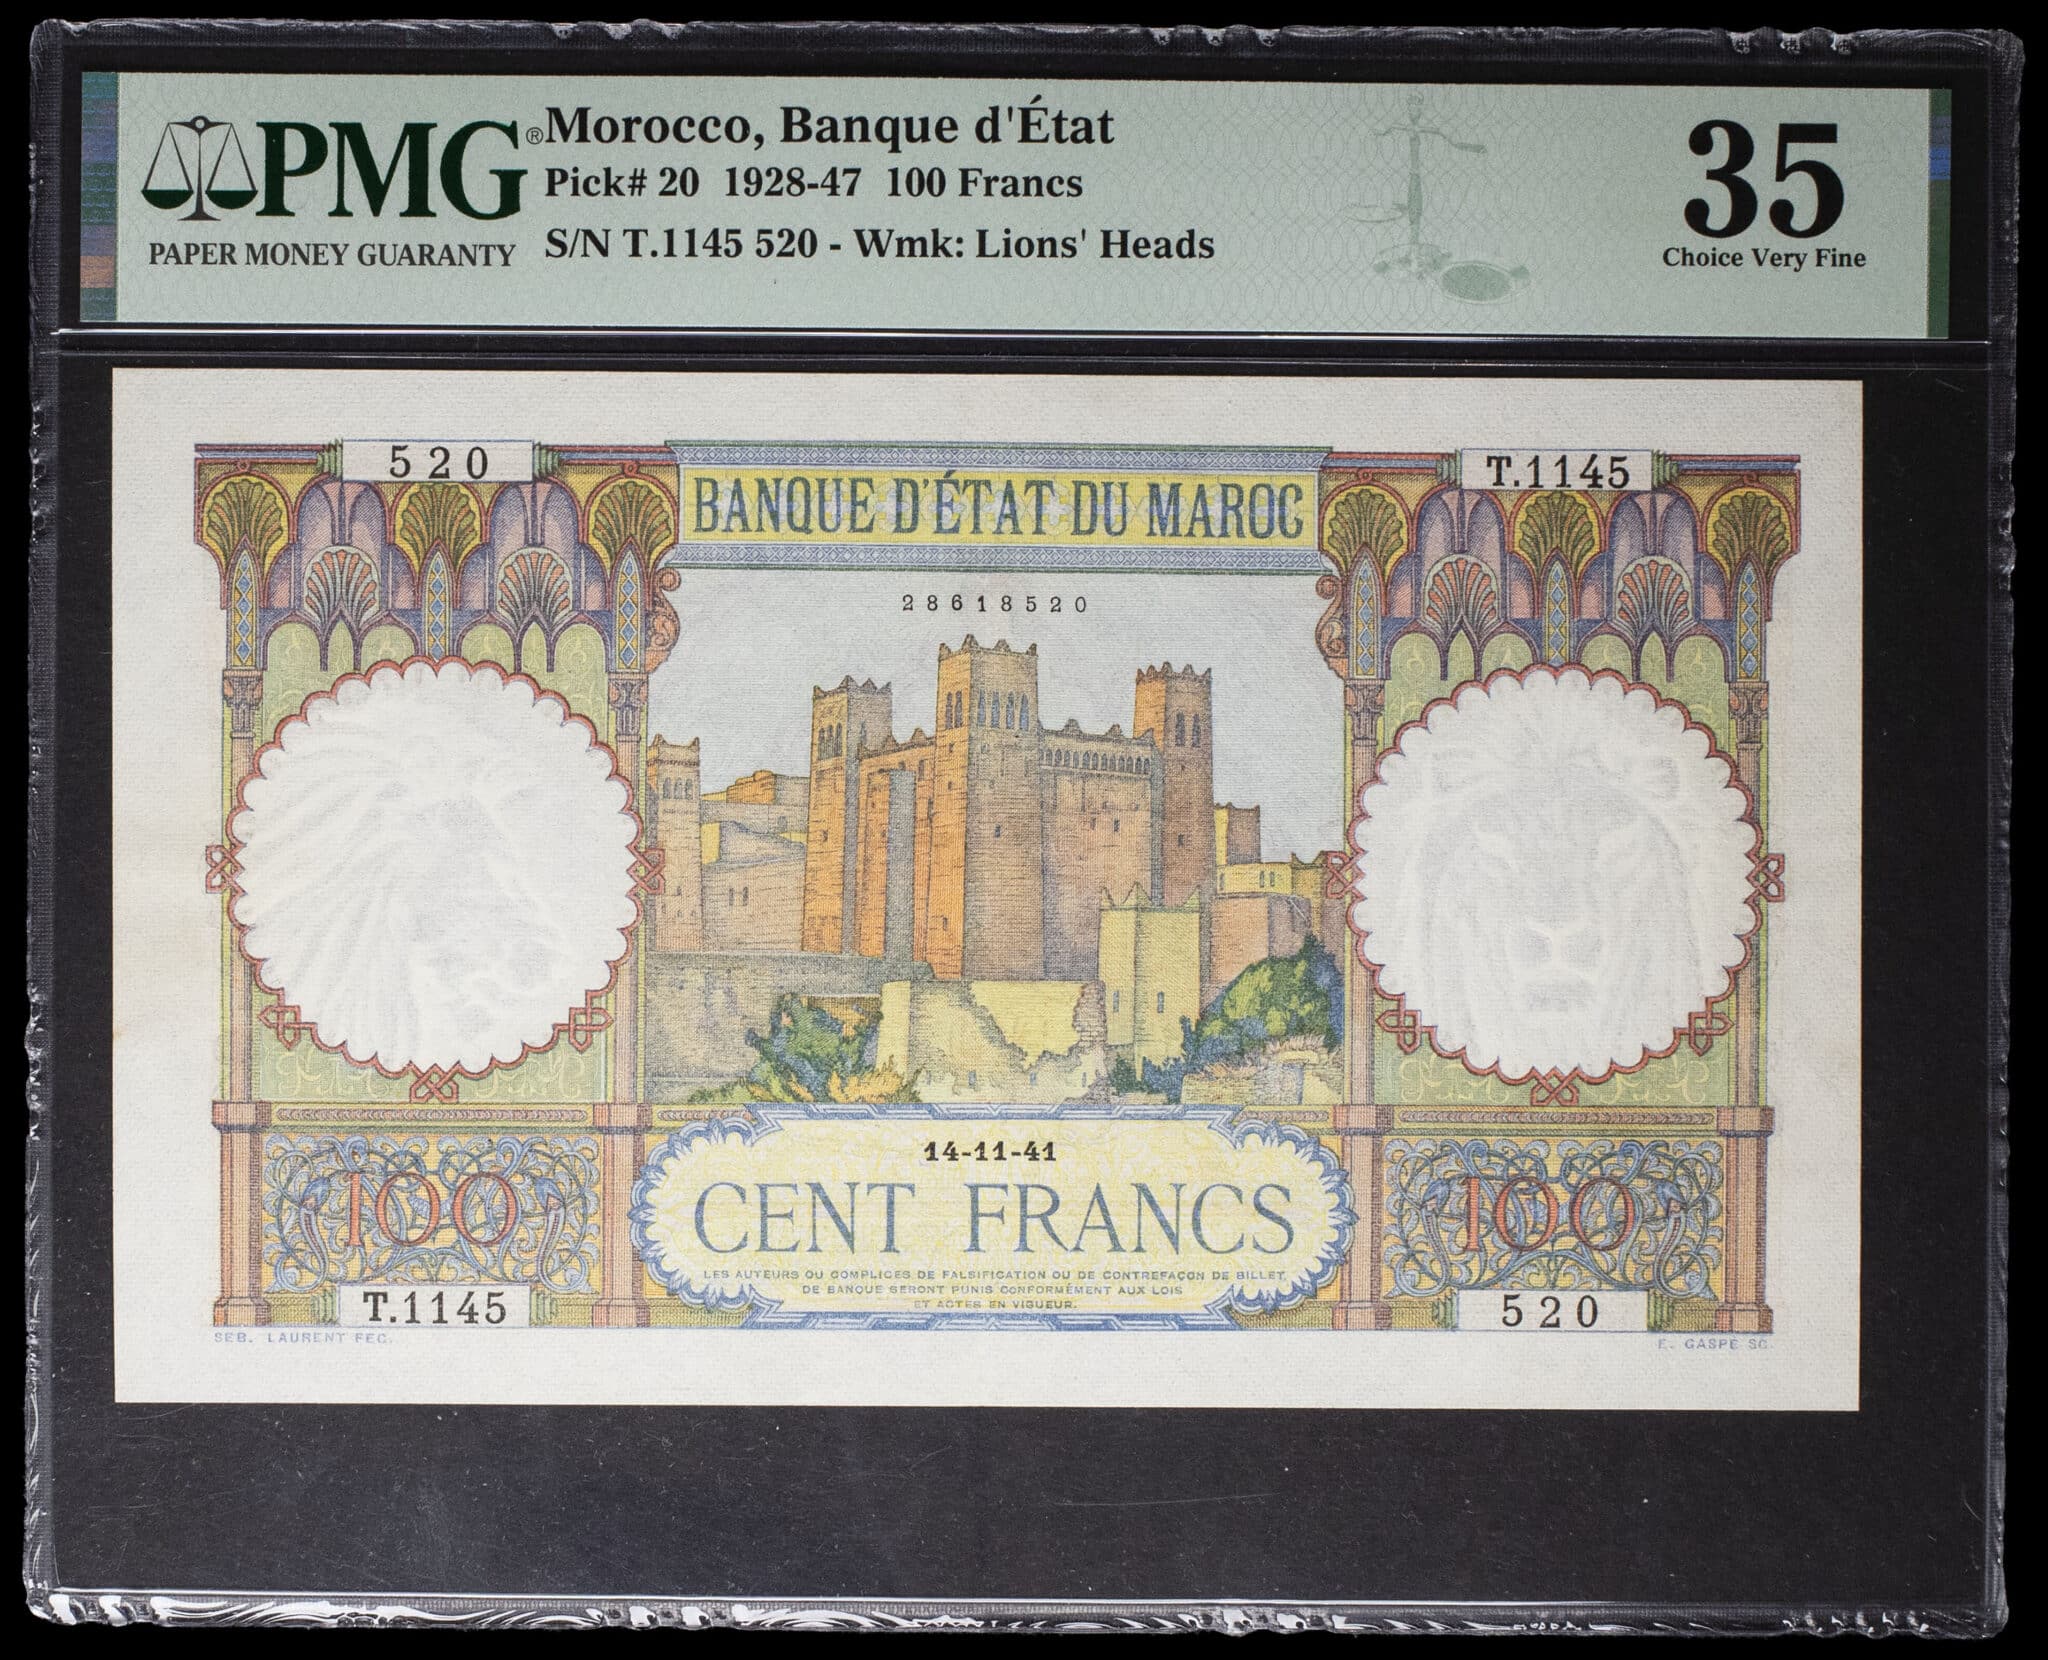 PMG®
PAPER MONEY GUARANTY
Morocco, Banque d'État
Pick# 20 1928-47 100 Francs
S/N T.1145 520 - Wmk: Lions' Heads
35
Choice Very Fine
520
T.1145
BANQUE D'ÉTAT DU MAROC
28618520
14-11-41
CENT FRANCS
100
100
LES AUTEURS OU COMPLICES DE FALSIFICATION OU DE CONTREFAÇON DE BILLET
DE BANQUE SERONT PUNIS CONFORMÉMENT AUX LOIS
ET ACTES EN VIGUEUR.
T.1145
520
SEB. LAURENT FEC.
E. GASPÉ SC.